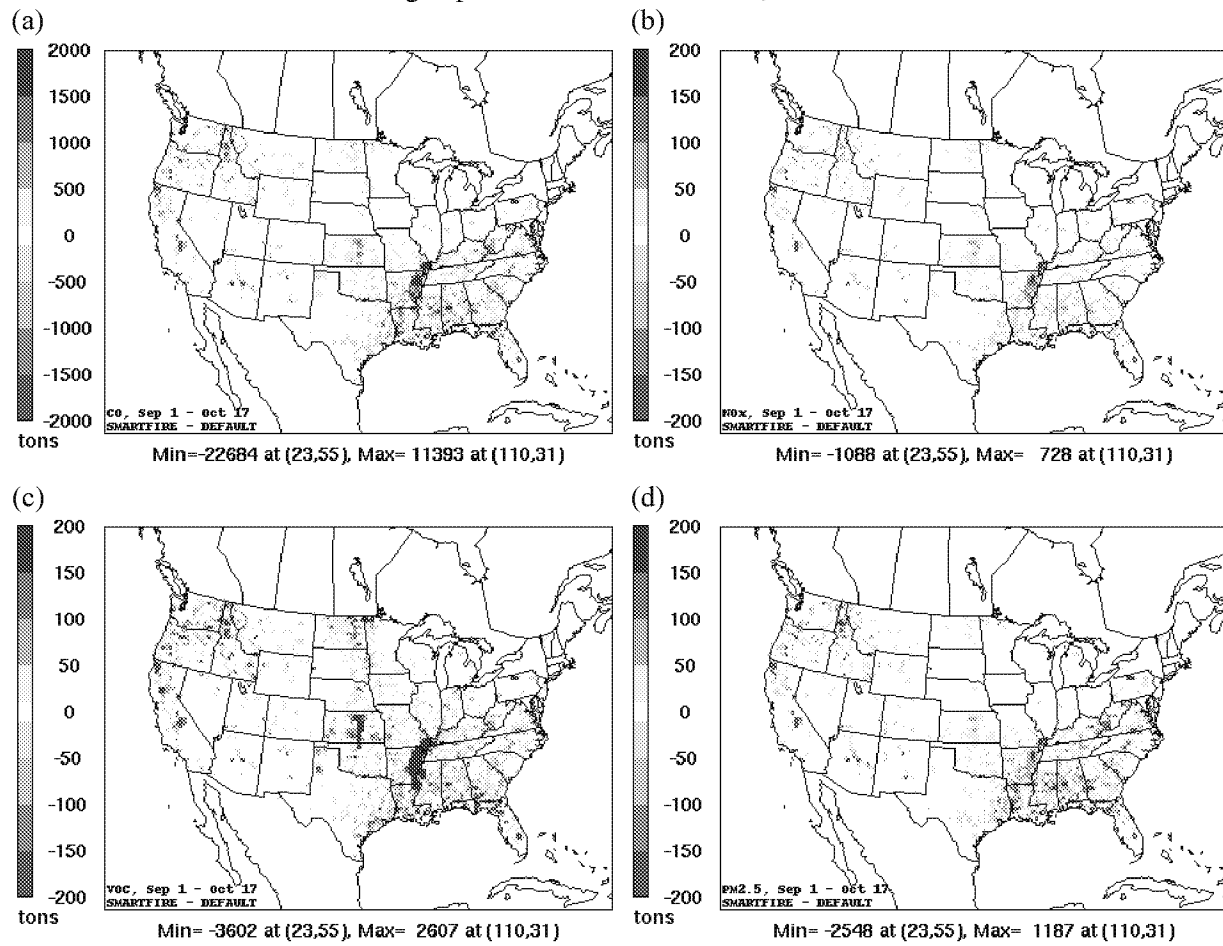 (a)
2000
1500
1000
500
0
-500
-1000
-1500
-2000
tons
CO, Sep 1 - Oct 17
SMARTFIRE - DEFAULT
Min=-22684 at (23,55), Max= 11393 at (110,31)
(b)
200
150
100
50
0
-50
-100
-150
-200
tons
NOx, Sep 1 - Oct 17
SMARTFIRE - DEFAULT
Min= -1088 at (23,55), Max= 728 at (110,31)
(c)
200
150
100
50
0
-50
-100
-150
-200
tons
VOC, Sep 1 - Oct 17
SMARTFIRE - DEFAULT
Min= -3602 at (23,55), Max= 2607 at (110,31)
(d)
200
150
100
50
0
-50
-100
-150
-200
tons
PM2.5, Sep 1 - Oct 17
SMARTFIRE - DEFAULT
Min= -2548 at (23,55), Max= 1187 at (110,31)